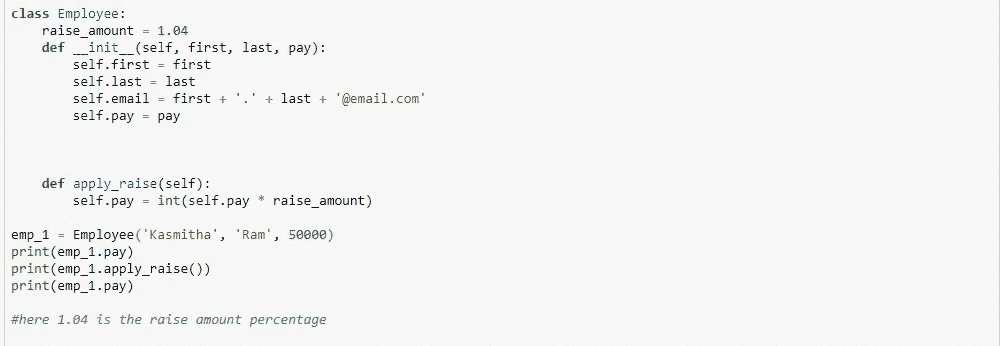 class Employee:
    raise_amount = 1.04
    def __init__(self, first, last, pay):
        self.first = first
        self.last = last
        self.email = first + '.' + last + '@email.com'
        self.pay = pay

    def apply_raise(self):
        self.pay = int(self.pay * raise_amount)

emp_1 = Employee('Kasmitha', 'Ram', 50000)
print(emp_1.pay)
print(emp_1.apply_raise())
print(emp_1.pay)

#here 1.04 is the raise amount percentage